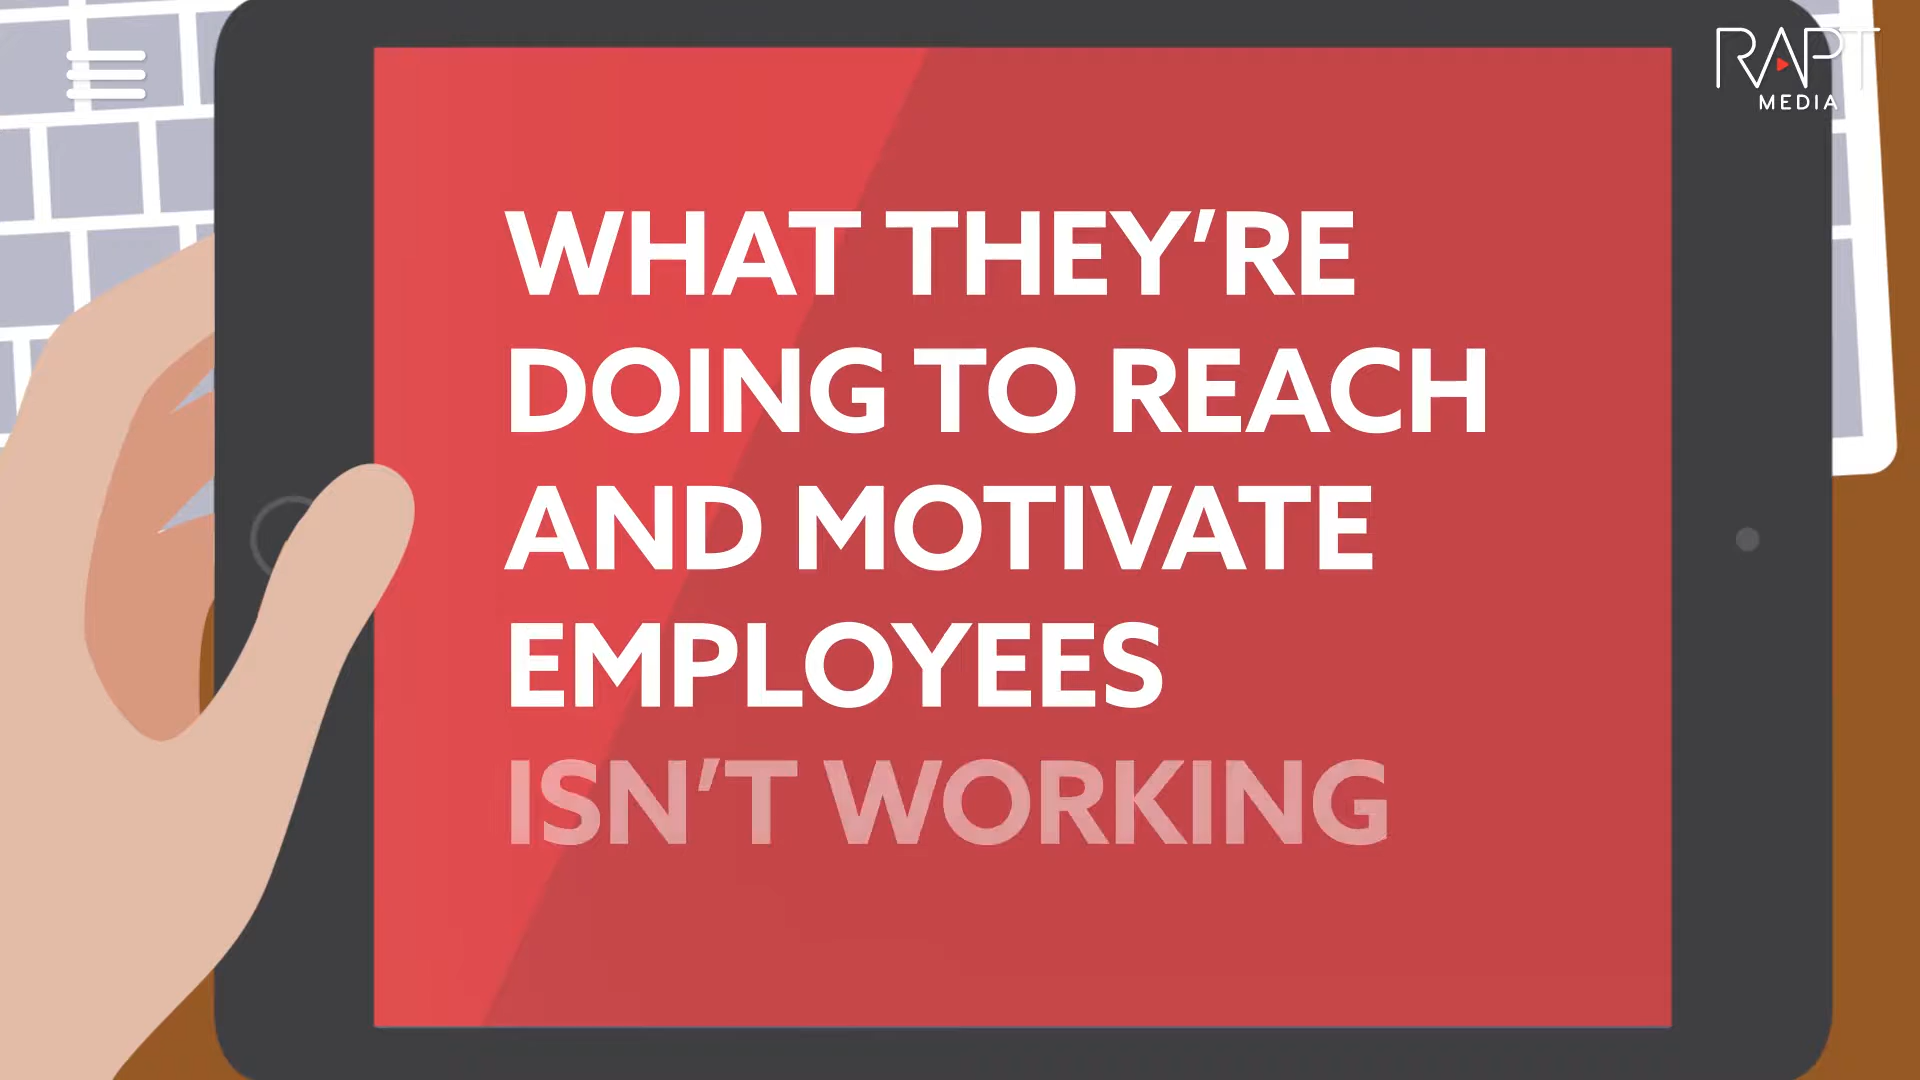 RAPT
MEDIA
WHAT THEY’RE
DOING TO REACH
AND MOTIVATE
EMPLOYEES
ISN’T WORKING